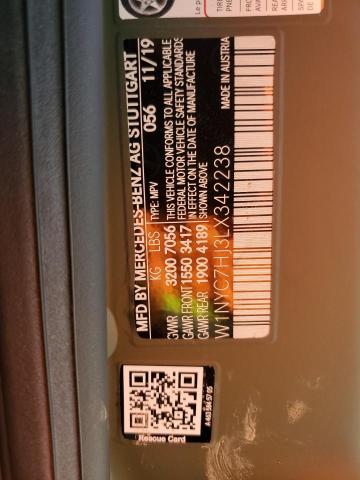 MFD BY MERCEDES-BENZ AG STUTTGART
KG LBS TYPE: MPV 056 11/19
GVWR 3200 7056 THIS VEHICLE CONFORMS TO ALL APPLICABLE
GAWR FRONT 1550 3417 FEDERAL MOTOR VEHICLE SAFETY STANDARDS
GAWR REAR 1900 4189 IN EFFECT ON THE DATE OF MANUFACTURE
SHOWN ABOVE MADE IN AUSTRIA
W1NYC7HJ3LX342238
Rescue Card